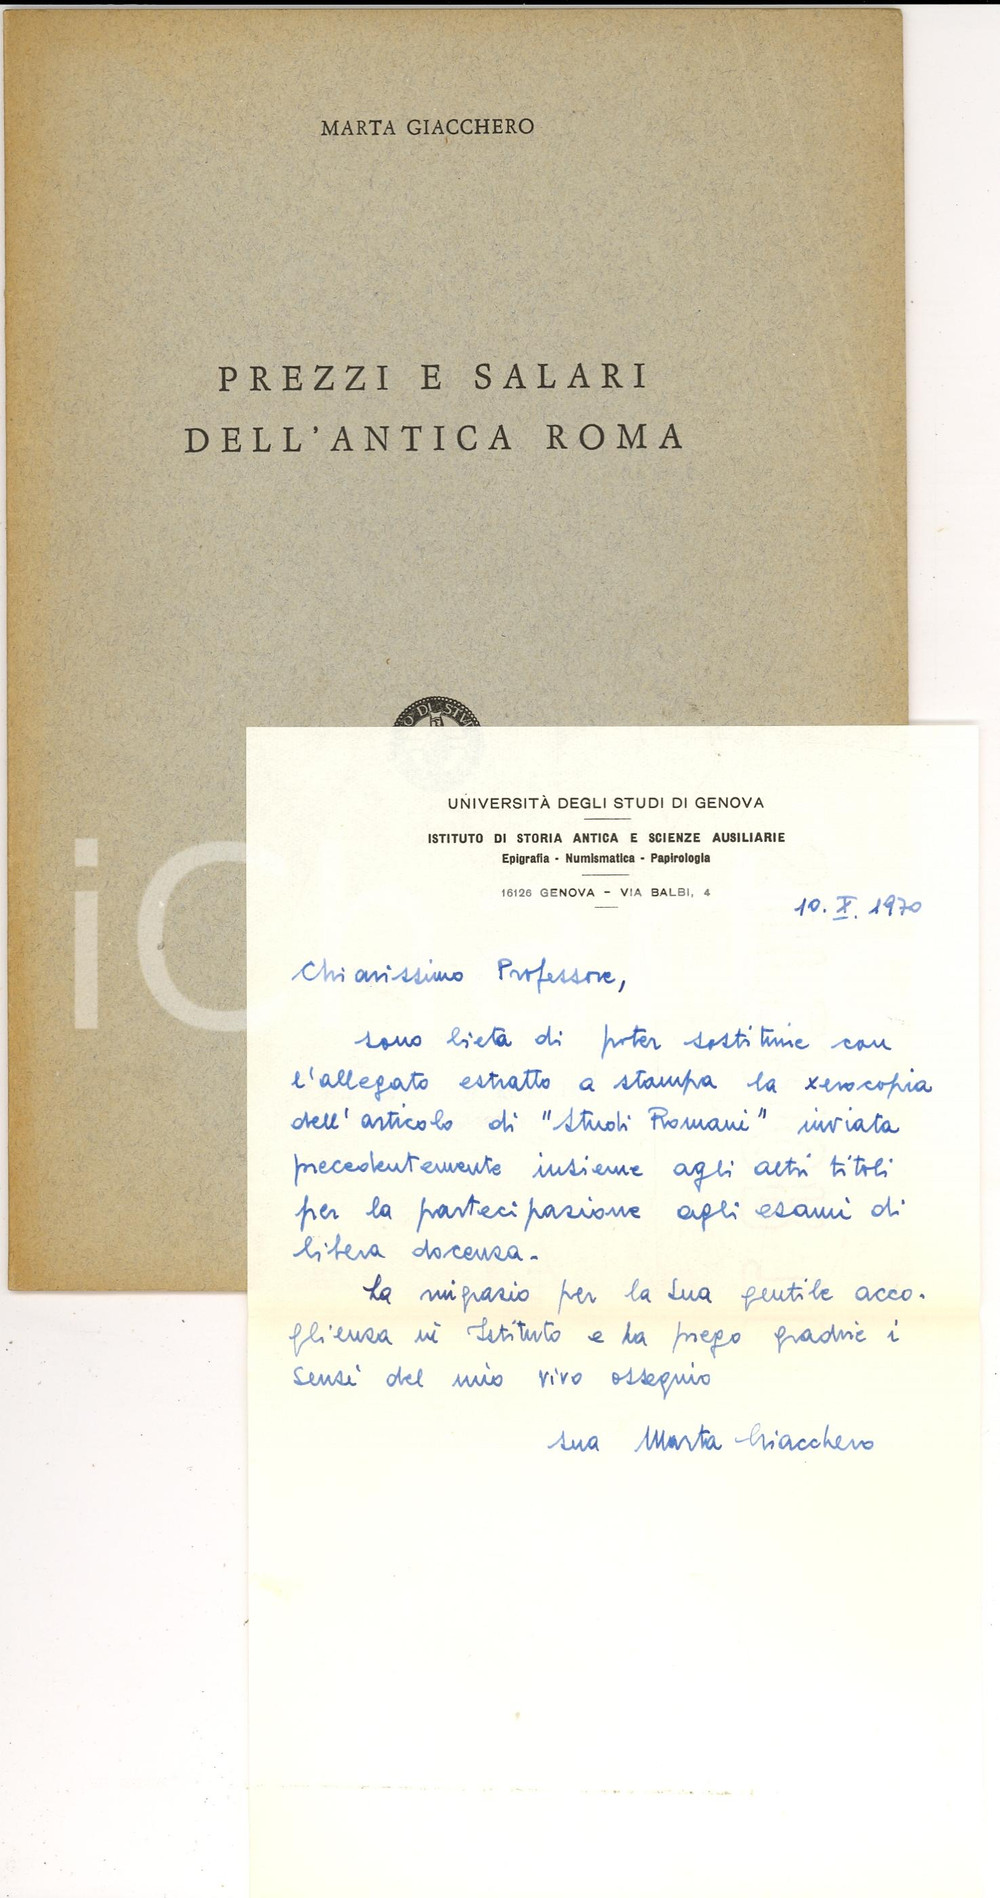 MARTA GIACCHERO
PREZZI E SALARI
DELL'ANTICA ROMA
O DI STV
UNIVERSITÀ DEGLI STUDI DI GENOVA
ISTITUTO DI STORIA ANTICA E SCIENZE AUSILIARIE
Epigrafia - Numismatica - Papirologia
16126 GENOVA - VIA BALBI, 4
10. X. 1970
Chiarissimo Professore,
sono lieta di poter sostituire con
l'allegato estratto a stampa la xerocopia
dell'articolo di "Studi Romani" inviata
precedentemente insieme agli altri titoli
per la partecipazione agli esami di
libera docenza.
La ringrazio per la Sua gentile acco-
glienza in Istituto e La prego gradire i
sensi del mio vivo ossequio
Sua Marta Giacchero